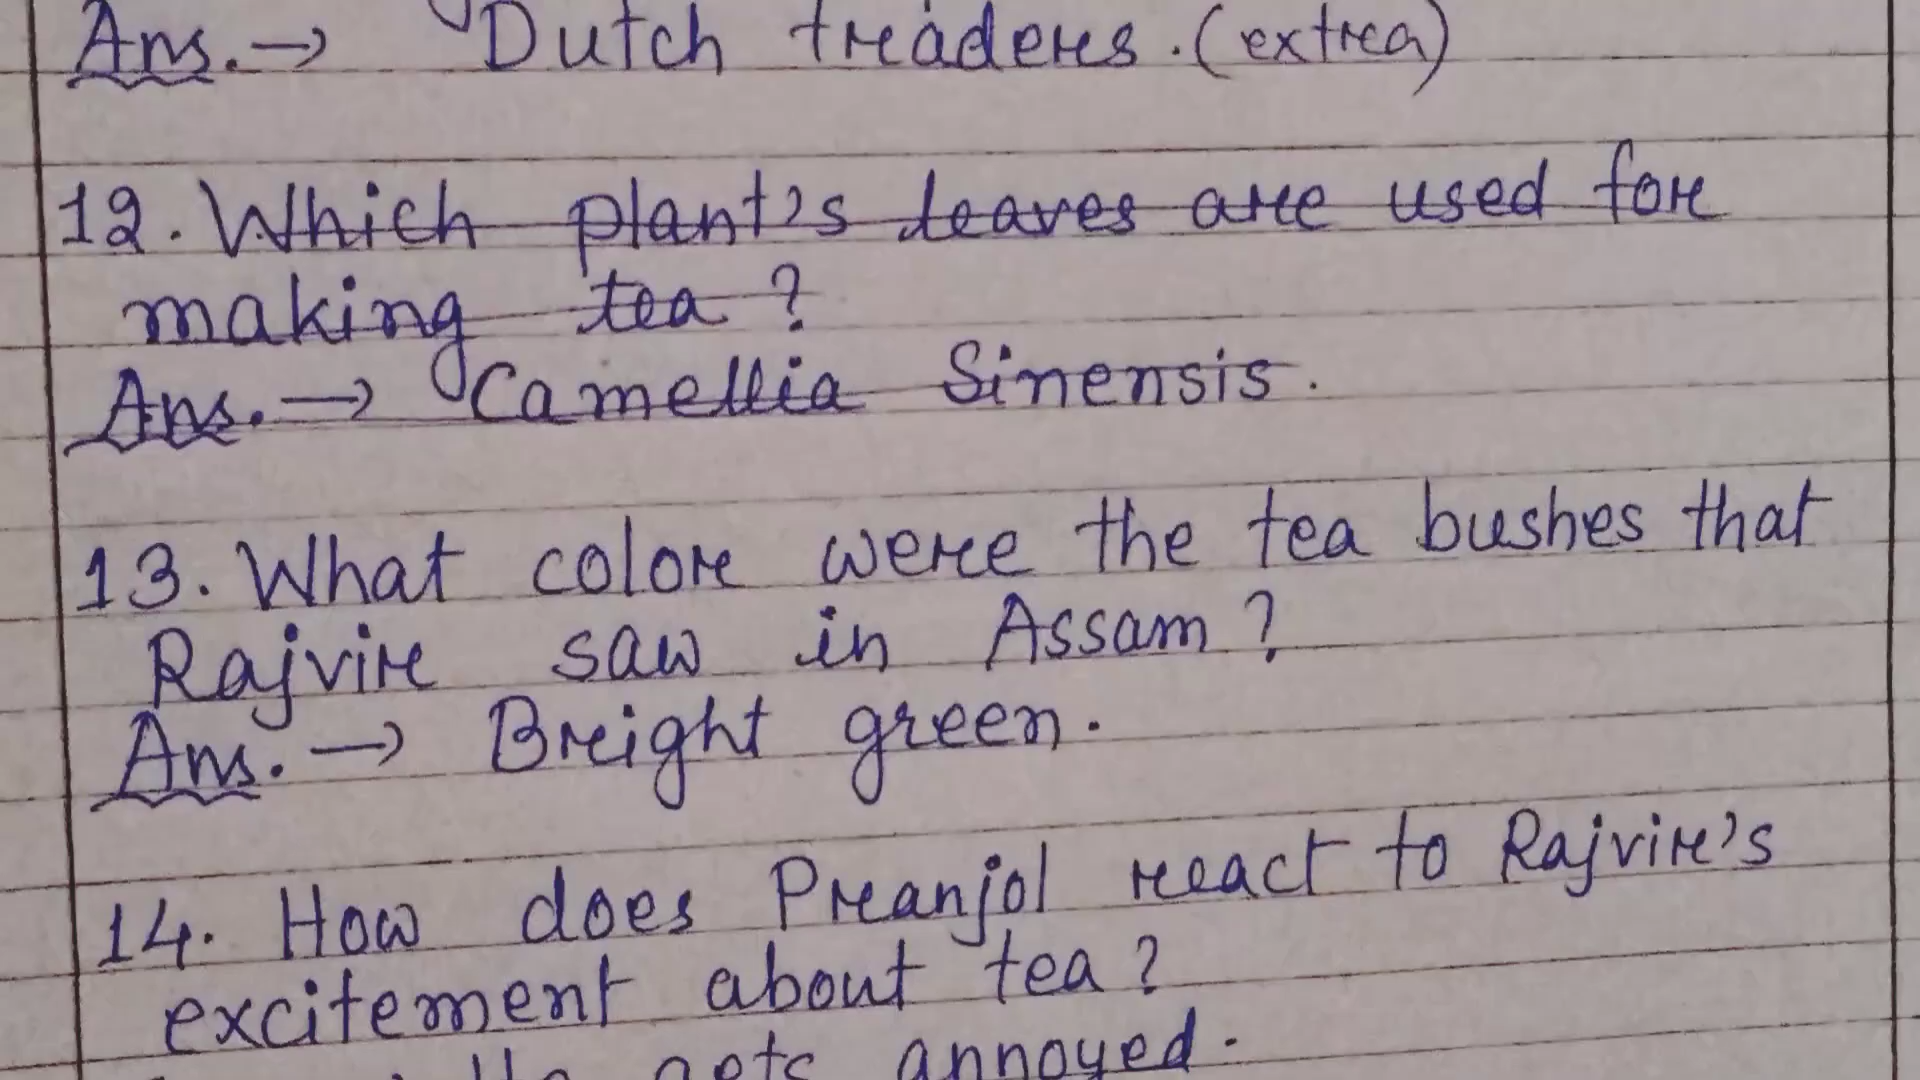 Ans. → Dutch traders. (extra)
12. Which plant's leaves are used for
making tea ?
Ans. → Camellia Sinensis.
13. What color were the tea bushes that
Rajvir saw in Assam ?
Ans. → Bright green.
14. How does Pranjol react to Rajvir's
excitement about tea ?
He gets annoyed.